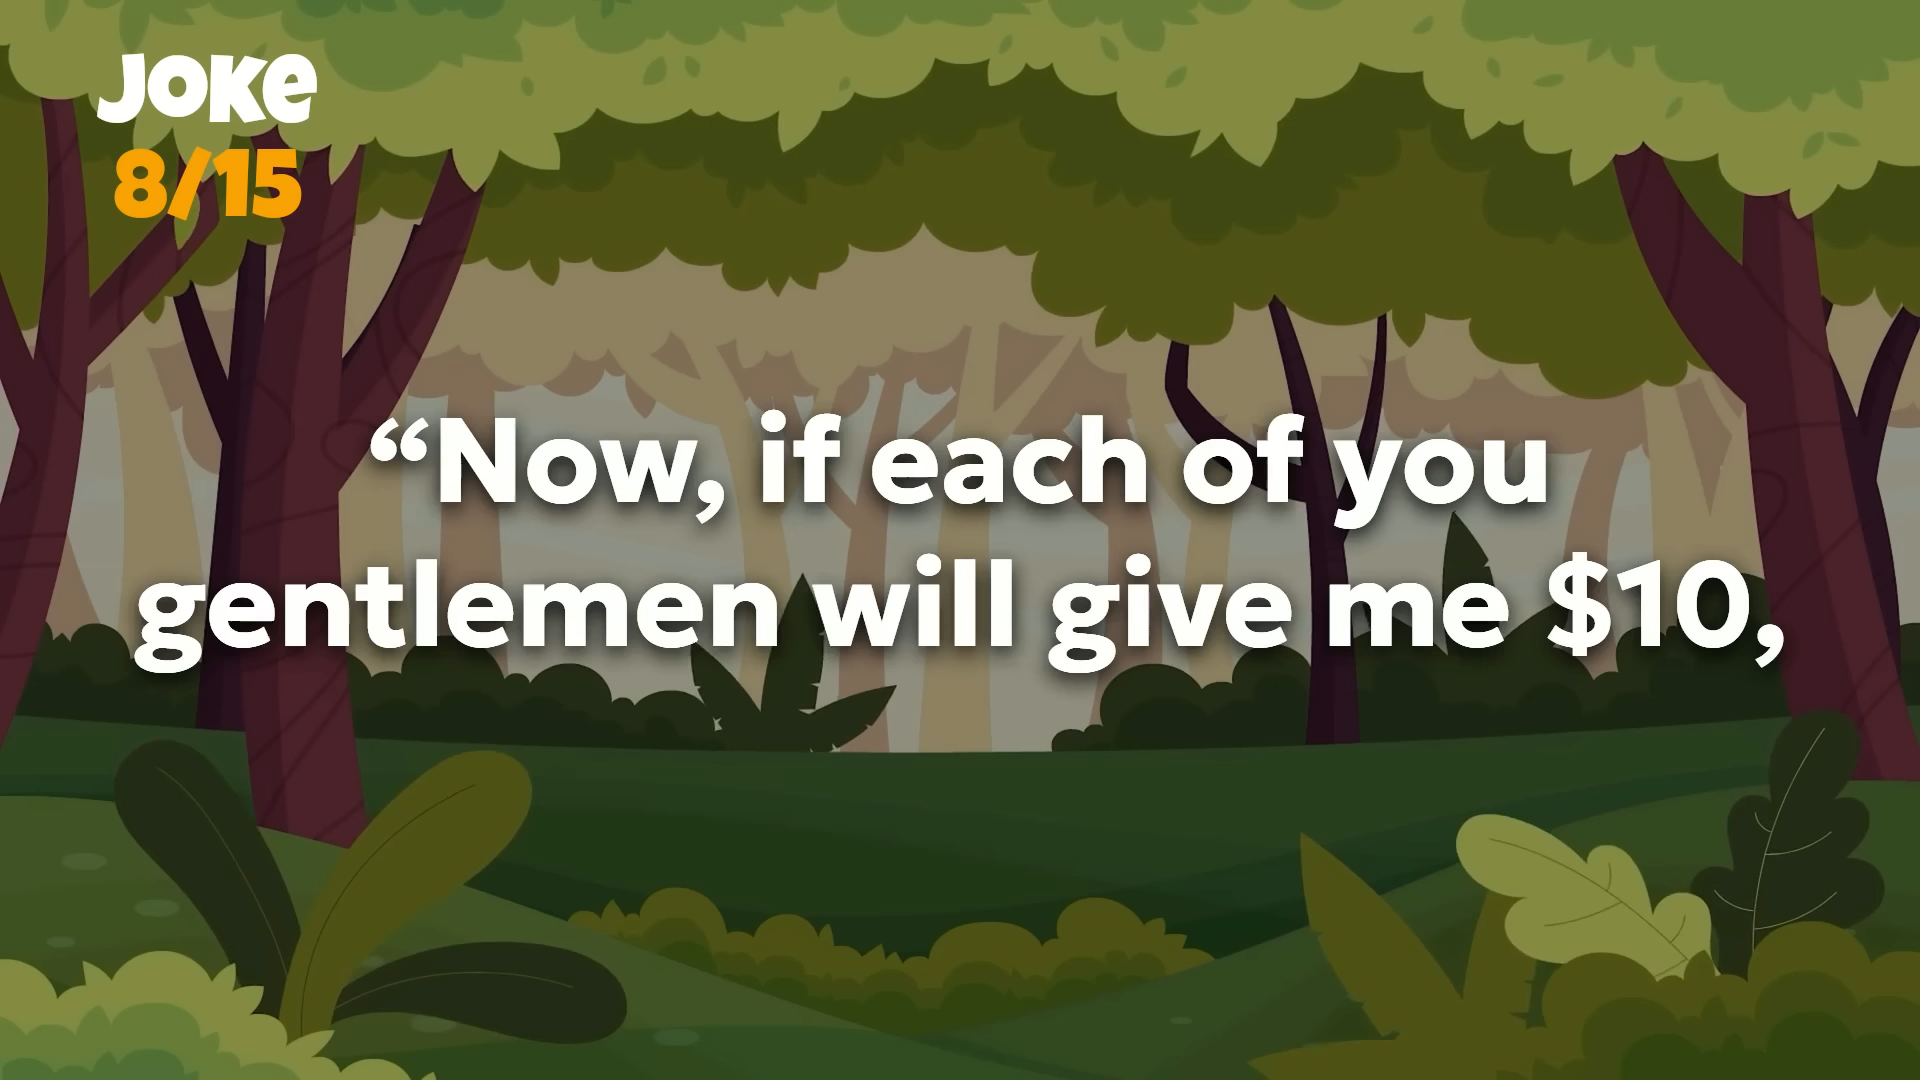 JOKe
8/15
“Now, if each of you
gentlemen will give me $10,